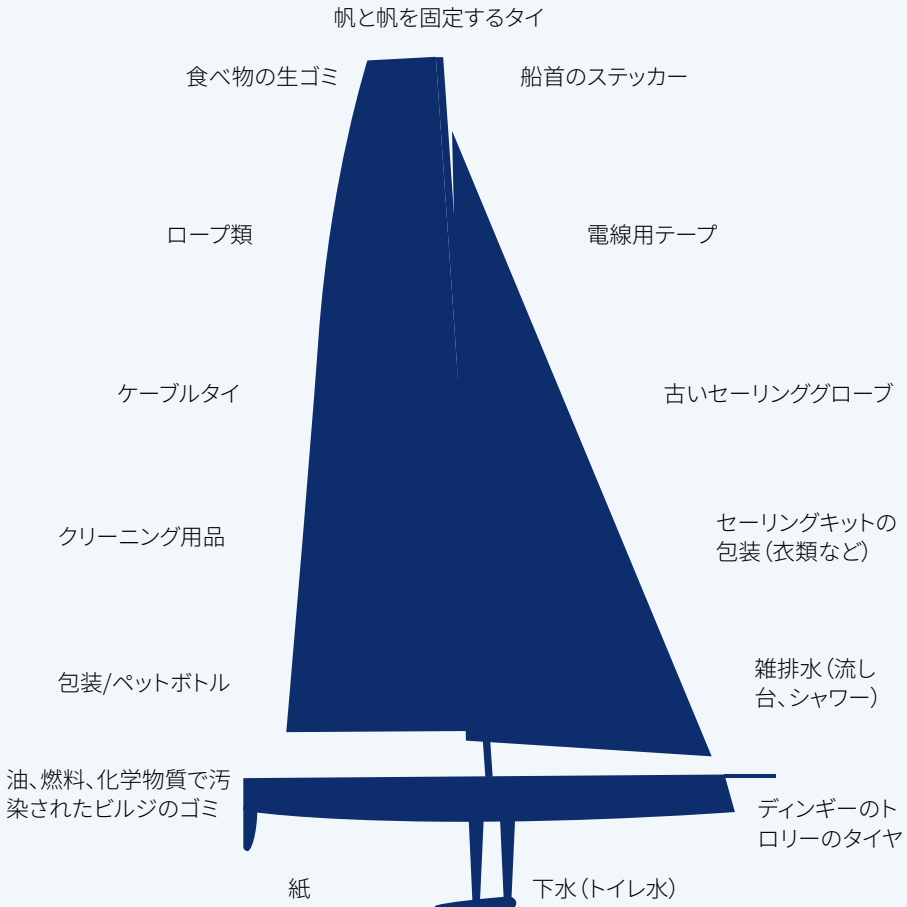 帆と帆を固定するタイ
食べ物の生ゴミ
船首のステッカー
ロープ類
電線用テープ
ケーブルタイ
古いセーリンググローブ
クリーニング用品
セーリングキットの
包装（衣類など）
包装/ペットボトル
雑排水（流し
台、シャワー）
油、燃料、化学物質で汚
染されたビルジのゴミ
ディンギーのト
ロリーのタイヤ
紙
下水（トイレ水）